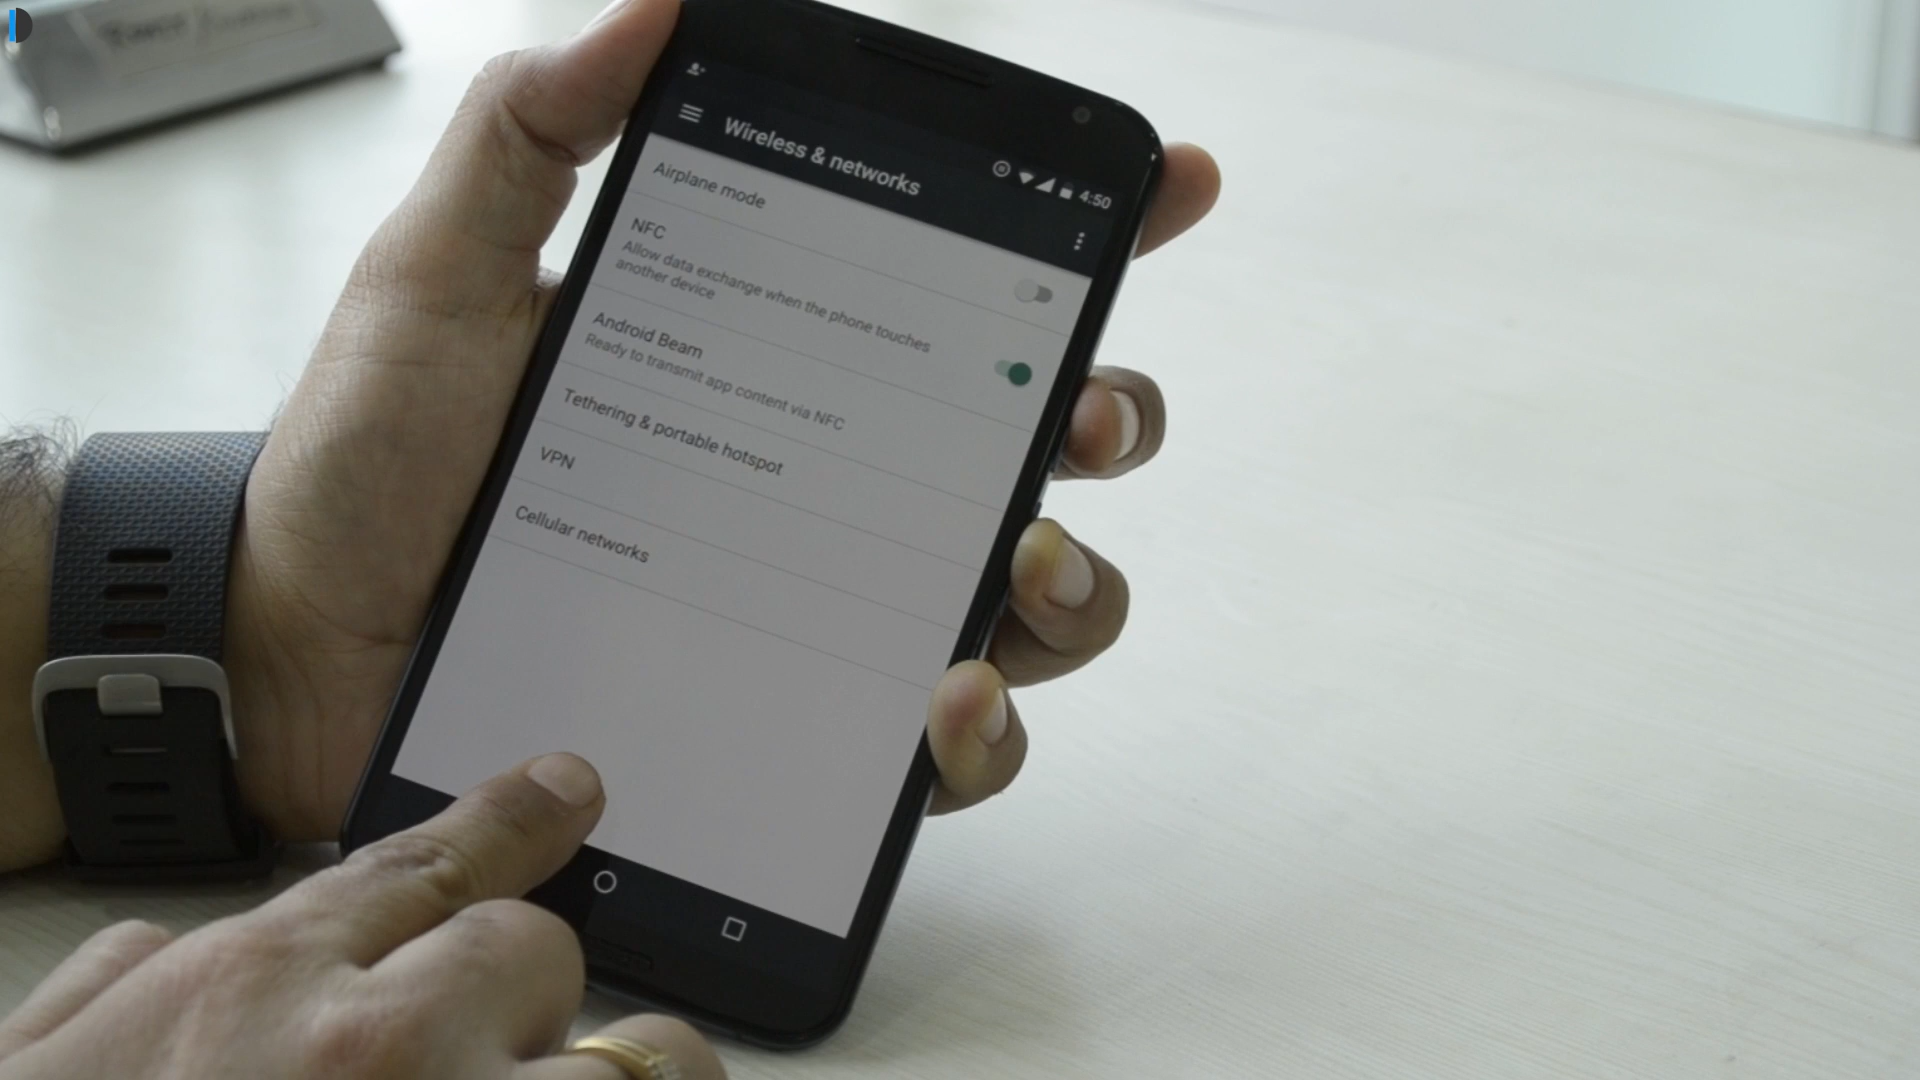 4:50
Wireless & networks
Airplane mode
NFC
Allow data exchange when the phone touches
another device
Android Beam
Ready to transmit app content via NFC
Tethering & portable hotspot
VPN
Cellular networks